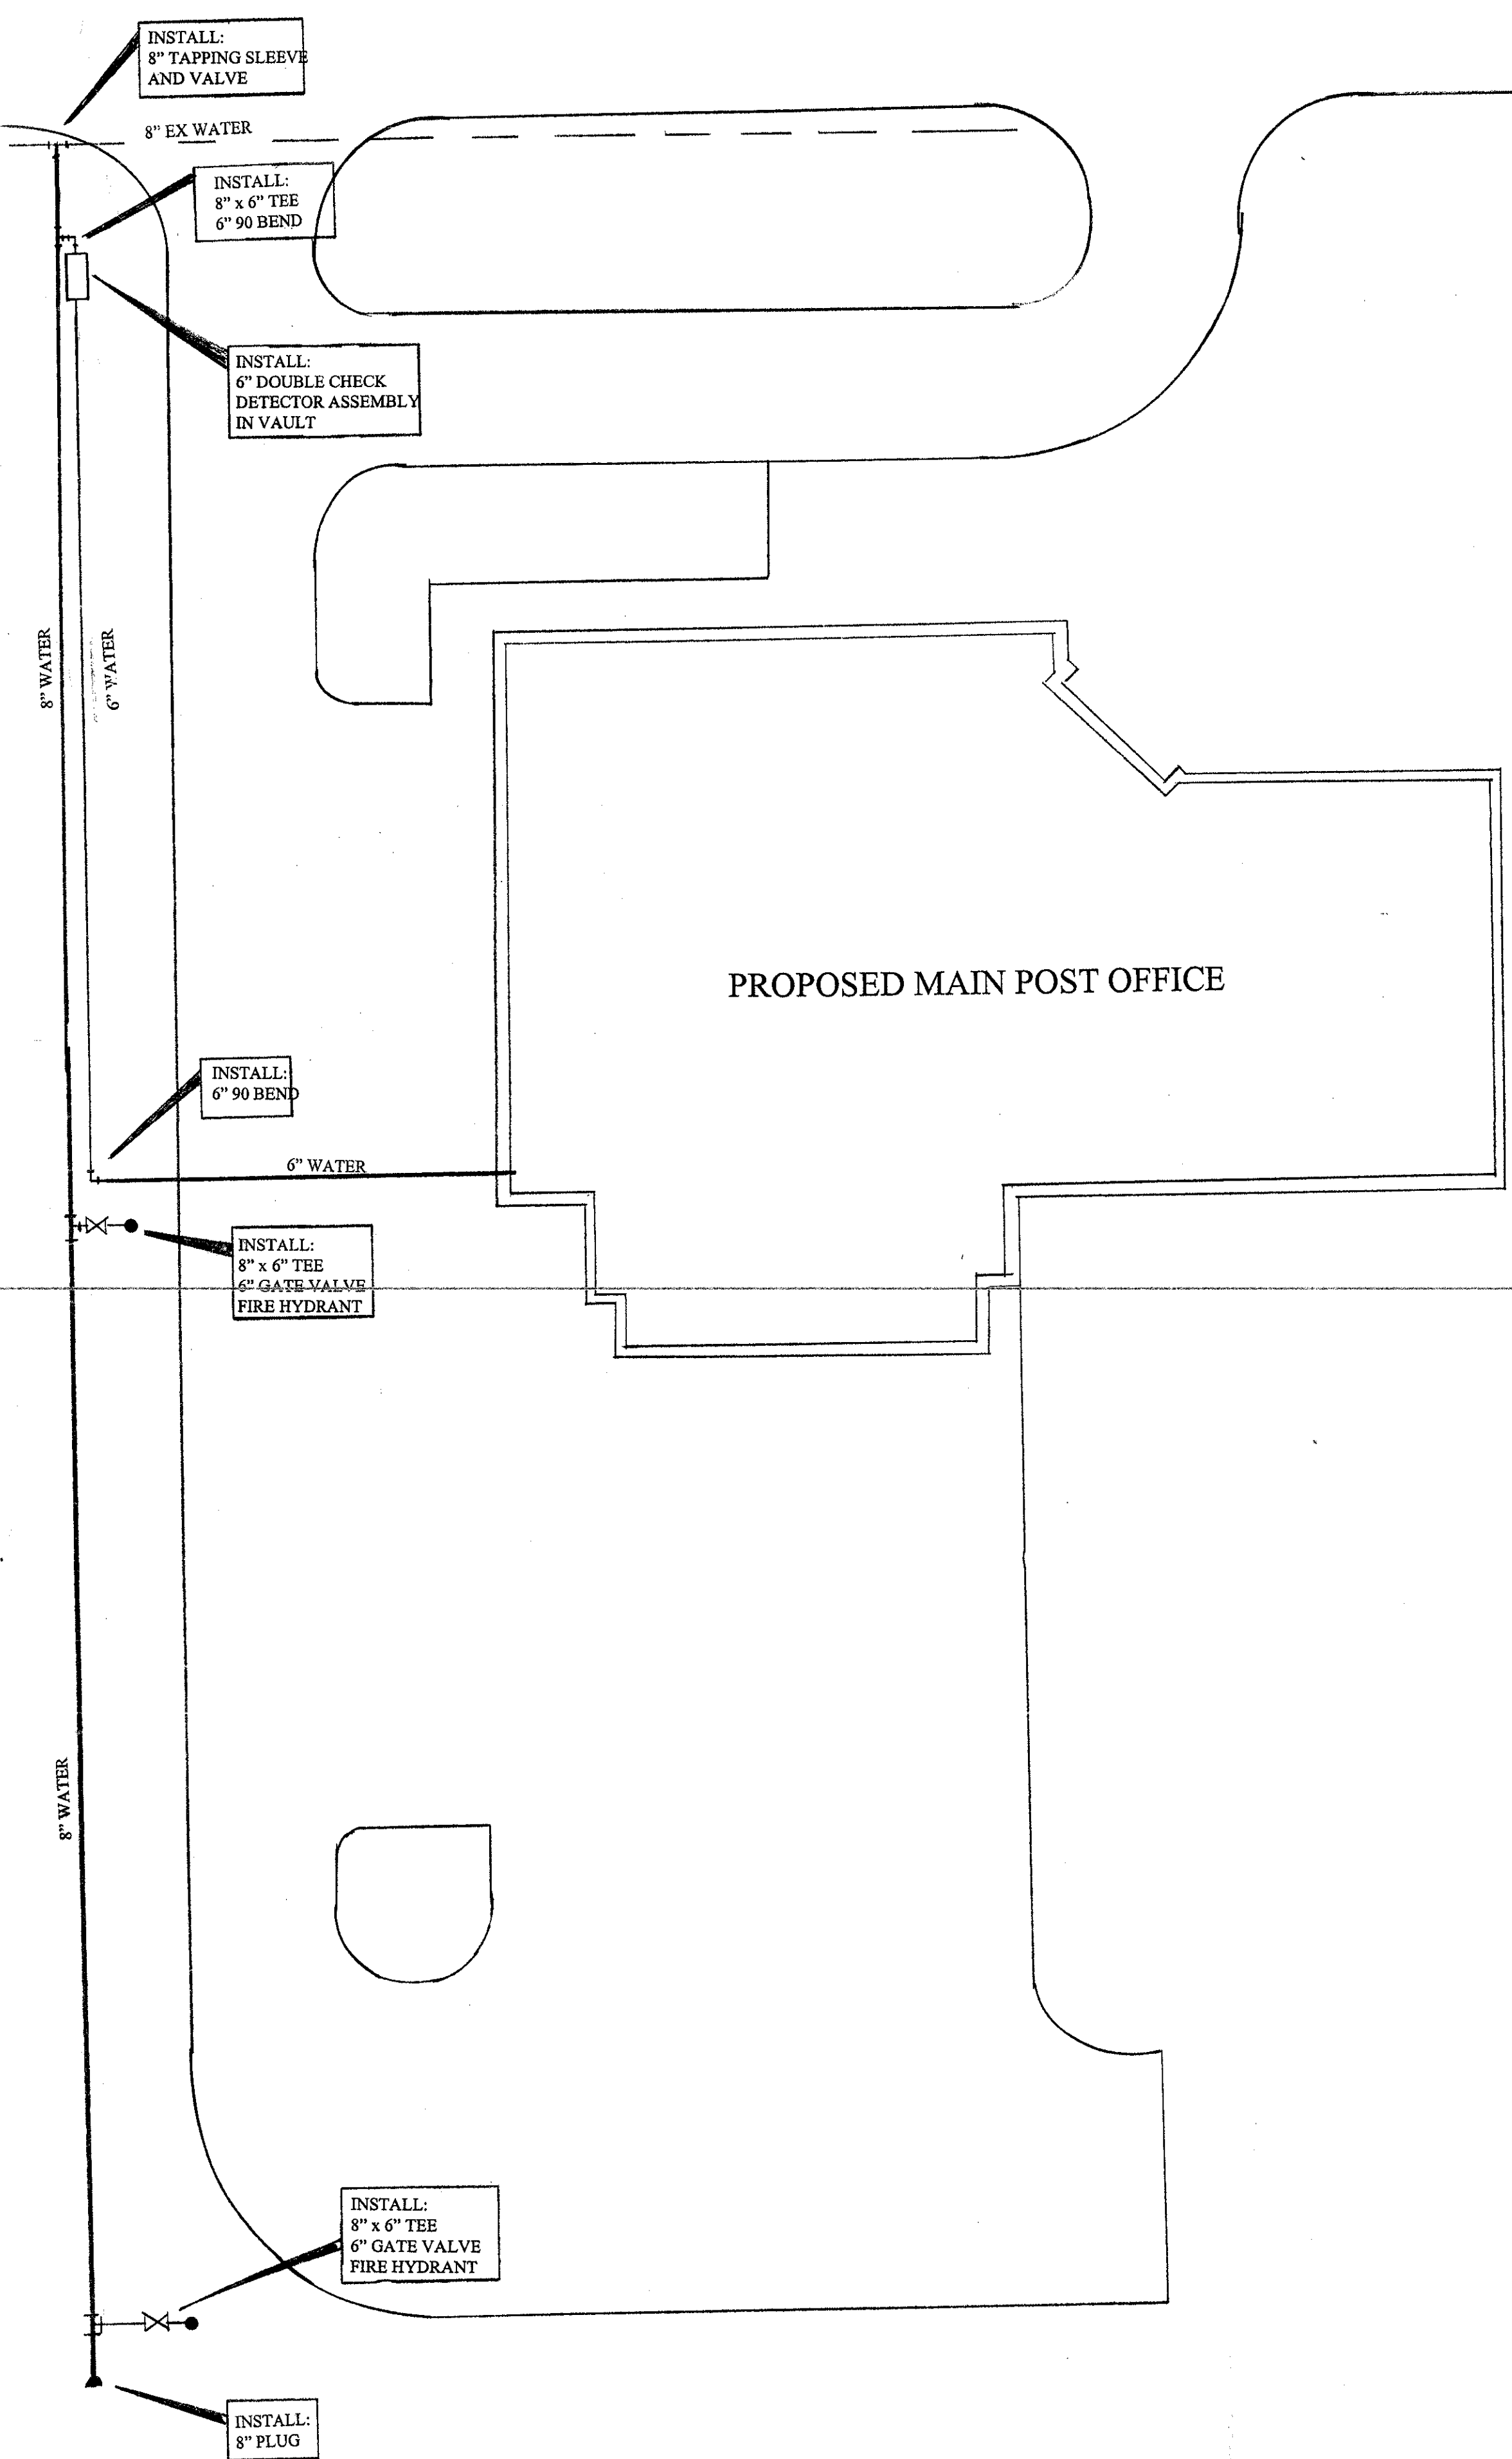 INSTALL:
8” TAPPING SLEEVE
AND VALVE
8” EX WATER
INSTALL:
8” x 6” TEE
6” 90 BEND
INSTALL:
6” DOUBLE CHECK
DETECTOR ASSEMBLY
IN VAULT
8” WATER
6” WATER
PROPOSED MAIN POST OFFICE
INSTALL:
6” 90 BEND
6” WATER
INSTALL:
8” x 6” TEE
6” GATE VALVE
FIRE HYDRANT
8” WATER
INSTALL:
8” x 6” TEE
6” GATE VALVE
FIRE HYDRANT
INSTALL:
8” PLUG